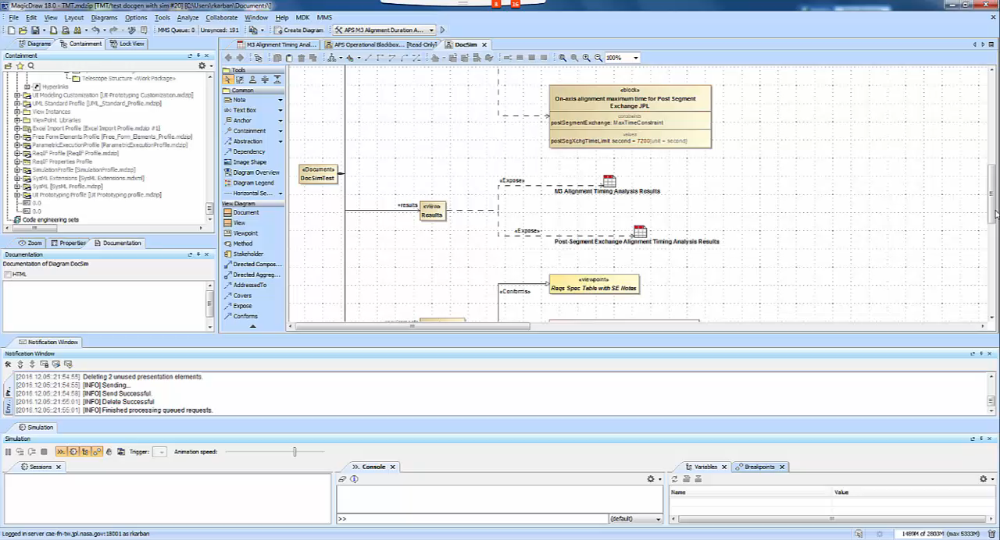 MagicDraw 18.0 - TMT.mdzip [TMT/test docgen with sim #20] [C:\Users\rkarban\Documents\]
8 16
File Edit View Layout Diagrams Options Tools Analyze Collaborate Window Help MDK MMS
MMS Queue: 0 Unsynced: 191 Create Diagram APS M3 Alignment Duration A...
Diagrams Containment Lock View
M3 Alignment Timing Anal... APS Operational Blackbox... [Read-Only] DocSim
Containment
100%
Telescope Structure «Work Package»
Hyperlinks
UI Modeling Customization [UI Prototyping Customization.mdzip]
UML Standard Profile [UML_Standard_Profile.mdzip]
View Instances
ViewPoint Libraries
Excel Import Profile [Excel Import Profile.mdzip #1]
Free Form Elements Profile [Free_Form_Elements_Profile.mdzip]
ParametricExecutionProfile [ParametricExecutionProfile.mdzip]
ReqIF Profile [ReqIF Profile.mdzip]
ReqIF Properties Profile
SimulationProfile [SimulationProfile.mdzip]
SysML Extensions [SysML Extensions.mdxml]
SysML [SysML Profile.mdzip]
UI Prototyping Profile [UI Prototyping Profile.mdzip]
0.0
0.0
Code engineering sets
Zoom Properties Documentation
Documentation
Documentation of Diagram DocSim
HTML
Tools
Common
Note
Text Box
Anchor
Containment
Abstraction
Dependency
Image Shape
Diagram Overview
Diagram Legend
Horizontal Se...
View Diagram
Document
View
Viewpoint
Method
Stakeholder
Directed Compos...
Directed Aggreg...
AddressedTo
Covers
Expose
Conforms
«block»
On-axis alignment maximum time for Post Segment
Exchange JPL
constraints
postSegmentExchange: MaxTimeConstraint
values
postSegXchgTimeLimit second = 7200{unit = second}
«Document»
DocSimTest
«Expose»
M3 Alignment Timing Analysis Results
+results
«view»
Results
«Expose»
Post-Segment Exchange Alignment Timing Analysis Results
«viewpoint»
Reqs Spec Table with SE Notes
«Conforms»
Notification Window
Notification Window
[2016.12.05::21:54:55] Deleting 2 unused presentation elements.
[2016.12.05::21:54:55] [INFO] Sending...
[2016.12.05::21:54:58] [INFO] Send Successful.
[2016.12.05::21:55:01] [INFO] Delete Successful
[2016.12.05::21:55:01] [INFO] Finished processing queued requests.
Simulation
Simulation
Trigger: Animation speed:
Sessions Console Variables Breakpoints
Name Value
>> (default)
Logged in server cae-fn-tw.jpl.nasa.gov:18001 as rkarban 1489M of 2803M (max 5333M)